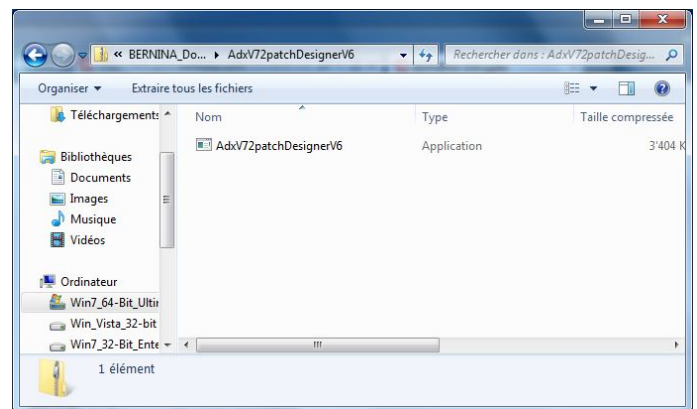 « BERNINA_Do... ▸ AdxV72patchDesignerV6
Rechercher dans : AdxV72patchDesig...
Organiser
Extraire tous les fichiers
Téléchargements
Nom
Type
Taille compressée
AdxV72patchDesignerV6
Application
3'404 K
Bibliothèques
Documents
Images
Musique
Vidéos
Ordinateur
Win7_64-Bit_Ultir
Win_Vista_32-bit
Win7_32-Bit_Ente
1 élément